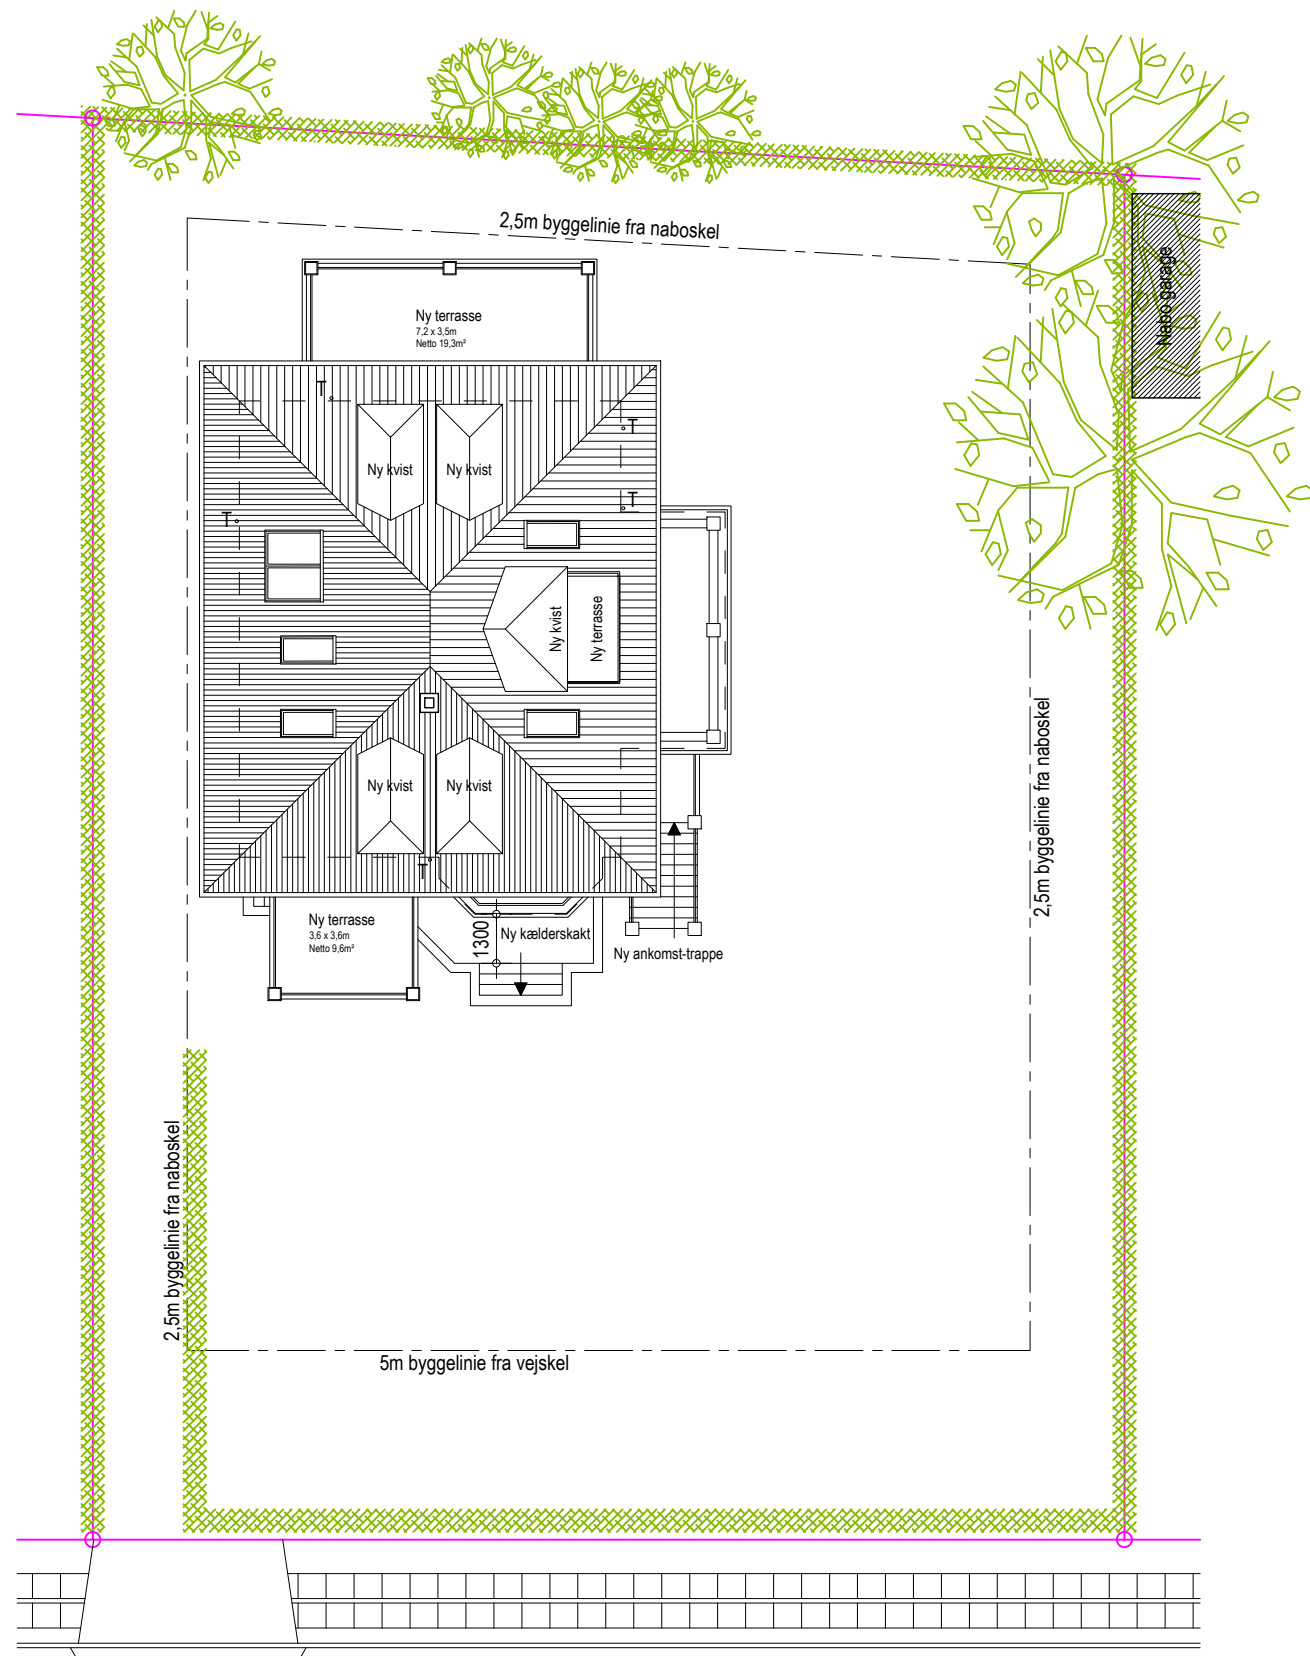 2,5m byggelinie fra naboskel
Nabo garage
Ny terrasse
7,2 x 3,5m
Netto 19,3m²
T
T
Ny kvist
Ny kvist
T
T
Ny kvist
Ny terrasse
2,5m byggelinie fra naboskel
Ny kvist
Ny kvist
T
Ny terrasse
3,6 x 3,6m
Netto 9,6m²
1300
Ny kælderskakt
Ny ankomst-trappe
2,5m byggelinie fra naboskel
5m byggelinie fra vejskel